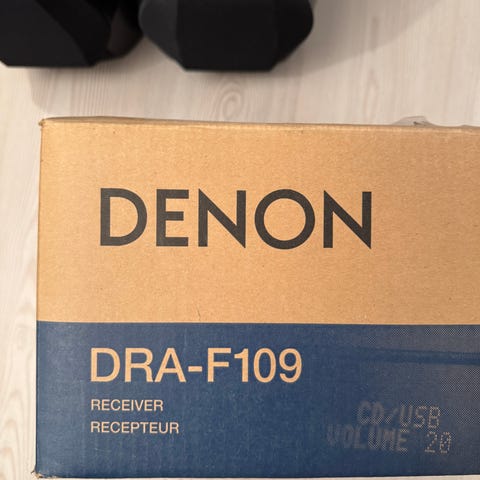 DENON
DRA-F109
RECEIVER
RECEPTEUR
CD/USB
VOLUME 20